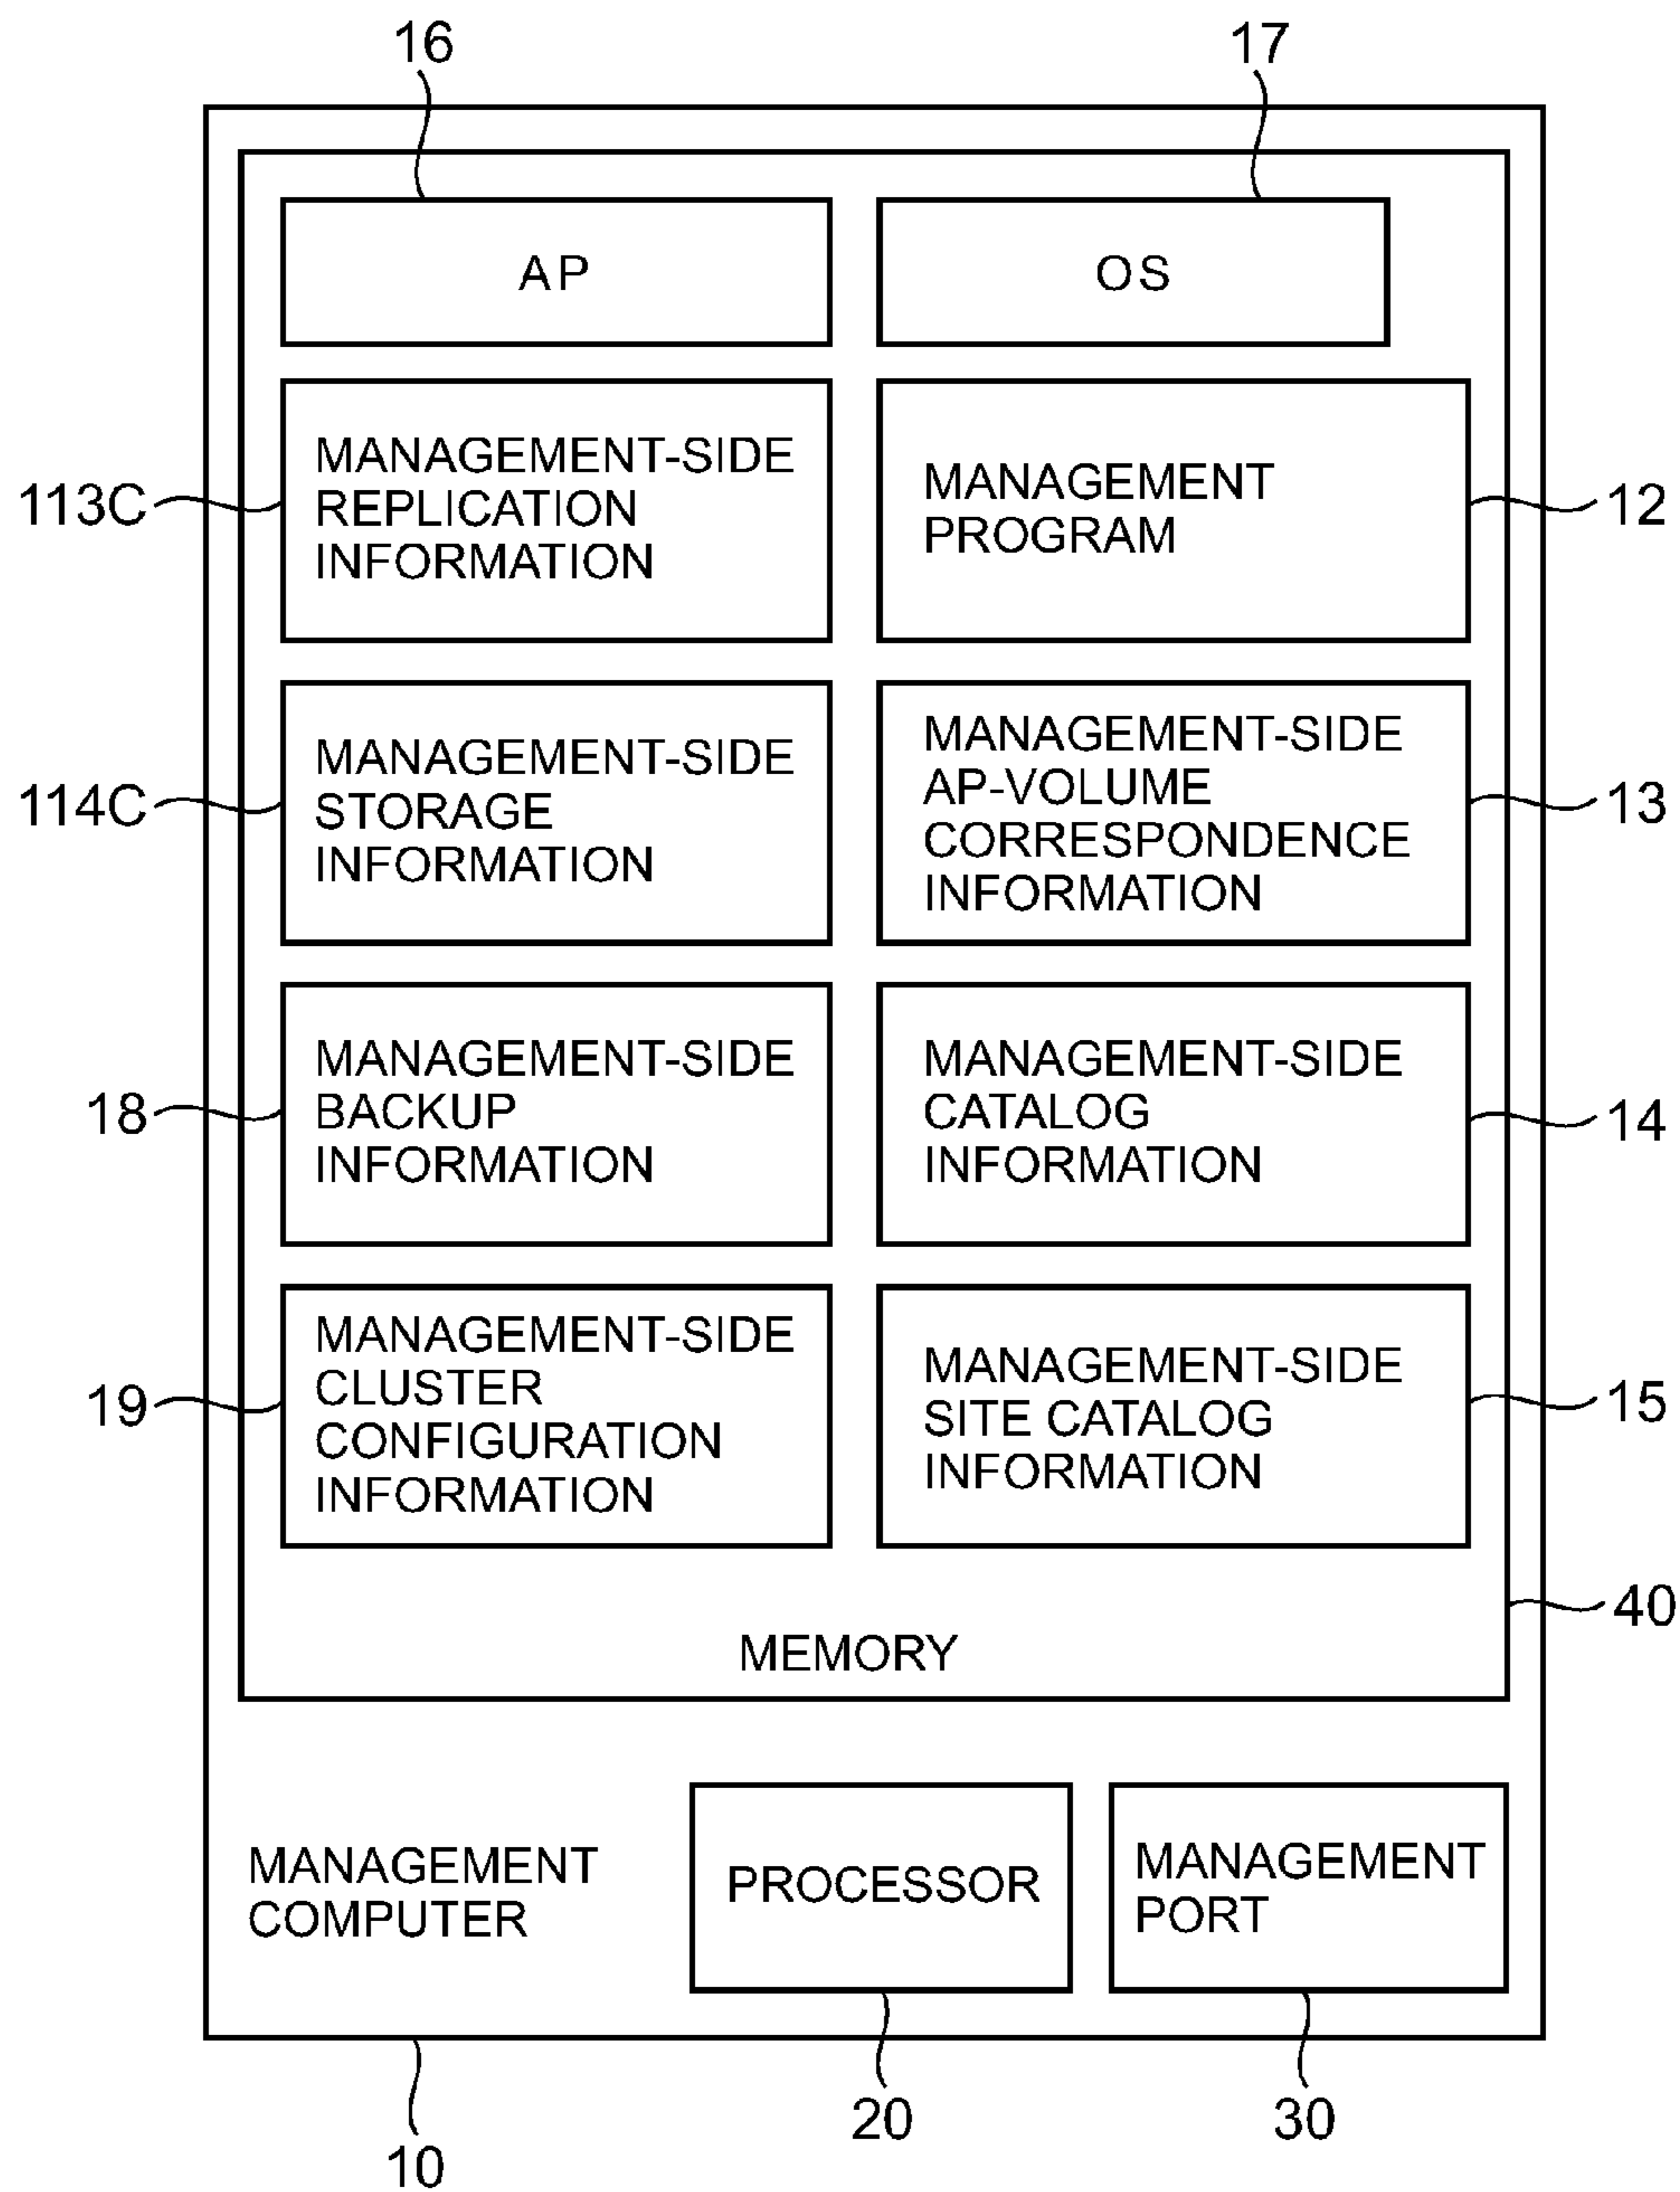 16
17
AP
OS
MANAGEMENT-SIDE
REPLICATION
INFORMATION
113C
MANAGEMENT
PROGRAM
12
MANAGEMENT-SIDE
STORAGE
INFORMATION
114C
MANAGEMENT-SIDE
AP-VOLUME
CORRESPONDENCE
INFORMATION
13
MANAGEMENT-SIDE
BACKUP
INFORMATION
18
MANAGEMENT-SIDE
CATALOG
INFORMATION
14
MANAGEMENT-SIDE
CLUSTER
CONFIGURATION
INFORMATION
19
MANAGEMENT-SIDE
SITE CATALOG
INFORMATION
15
40
MEMORY
MANAGEMENT
COMPUTER
PROCESSOR
MANAGEMENT
PORT
10
20
30